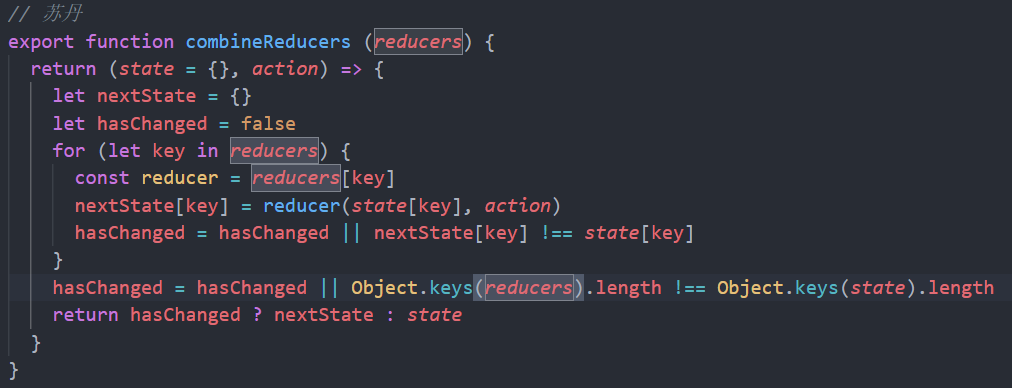 // 苏丹
export function combineReducers (reducers) {
  return (state = {}, action) => {
    let nextState = {}
    let hasChanged = false
    for (let key in reducers) {
      const reducer = reducers[key]
      nextState[key] = reducer(state[key], action)
      hasChanged = hasChanged || nextState[key] !== state[key]
    }
    hasChanged = hasChanged || Object.keys(reducers).length !== Object.keys(state).length
    return hasChanged ? nextState : state
  }
}